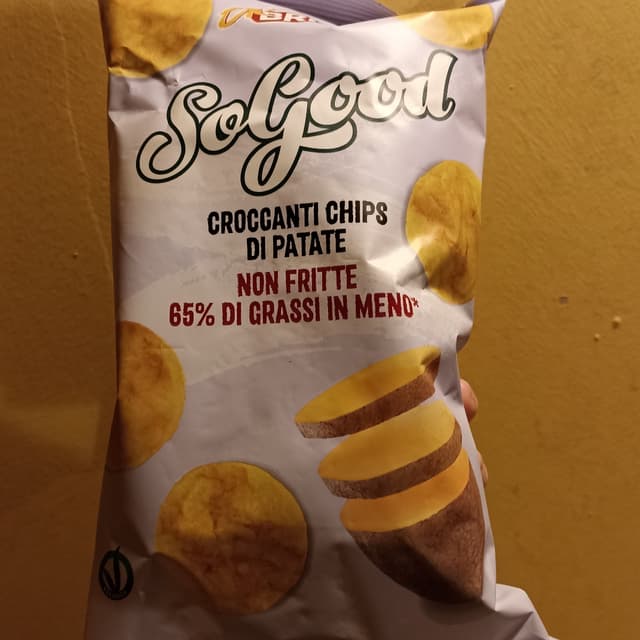 SoGood
CROCCANTI CHIPS
DI PATATE
NON FRITTE
65% DI GRASSI IN MENO*